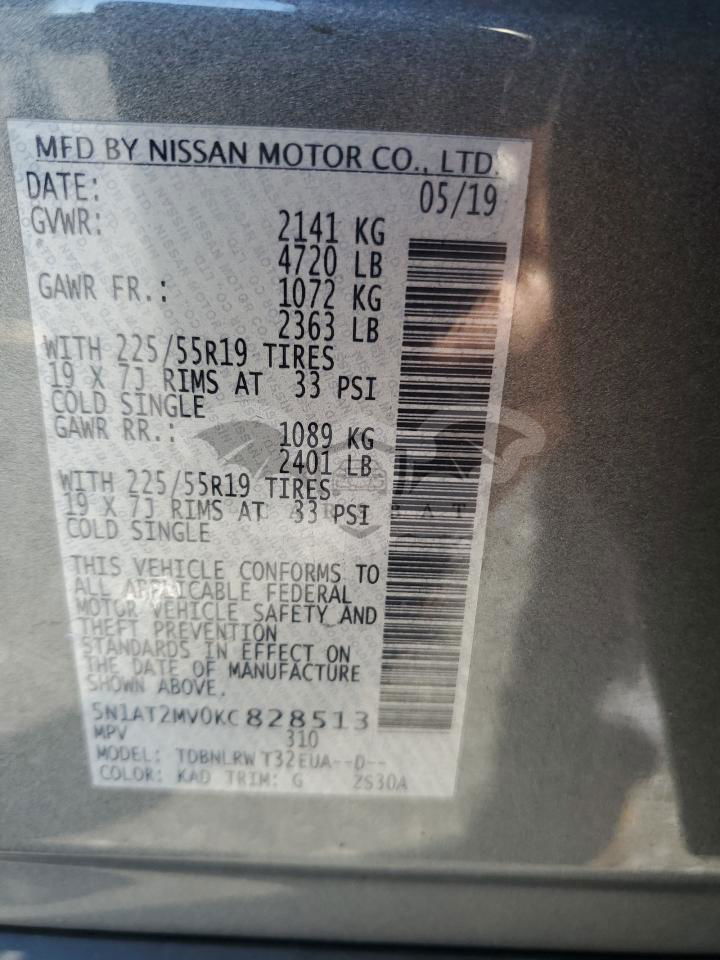 MFD BY NISSAN MOTOR CO., LTD.
DATE: 05/19
GVWR: 2141 KG
4720 LB
GAWR FR.: 1072 KG
2363 LB
WITH 225/55R19 TIRES
19 X 7J RIMS AT 33 PSI
COLD SINGLE
GAWR RR.: 1089 KG
2401 LB
WITH 225/55R19 TIRES
19 X 7J RIMS AT 33 PSI
COLD SINGLE
THIS VEHICLE CONFORMS TO
ALL APPLICABLE FEDERAL
MOTOR VEHICLE SAFETY AND
THEFT PREVENTION
STANDARDS IN EFFECT ON
THE DATE OF MANUFACTURE
SHOWN ABOVE.
5N1AT2MV0KC828513
MPV 310
MODEL: TDBNLRW T32EUA--D--
COLOR: KAD TRIM: G 2S30A